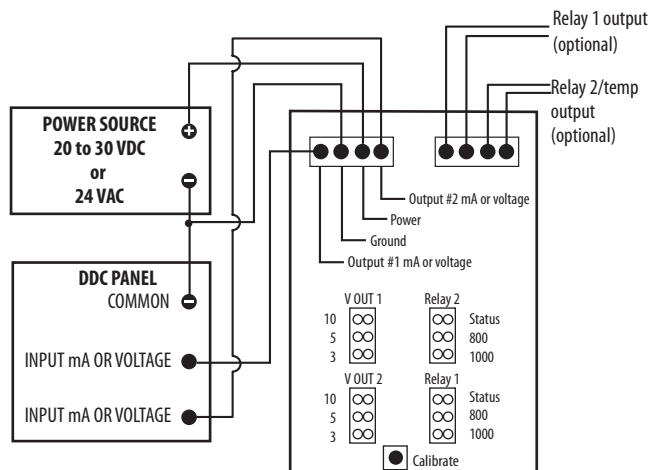 Relay 1 output
(optional)
Relay 2/temp
output
(optional)
POWER SOURCE
20 to 30 VDC
or
24 VAC
Output #2 mA or voltage
Power
Ground
Output #1 mA or voltage
DDC PANEL
COMMON
INPUT mA OR VOLTAGE
INPUT mA OR VOLTAGE
V OUT 1
10
5
3
Relay 2
Status
800
1000
V OUT 2
10
5
3
Relay 1
Status
800
1000
Calibrate